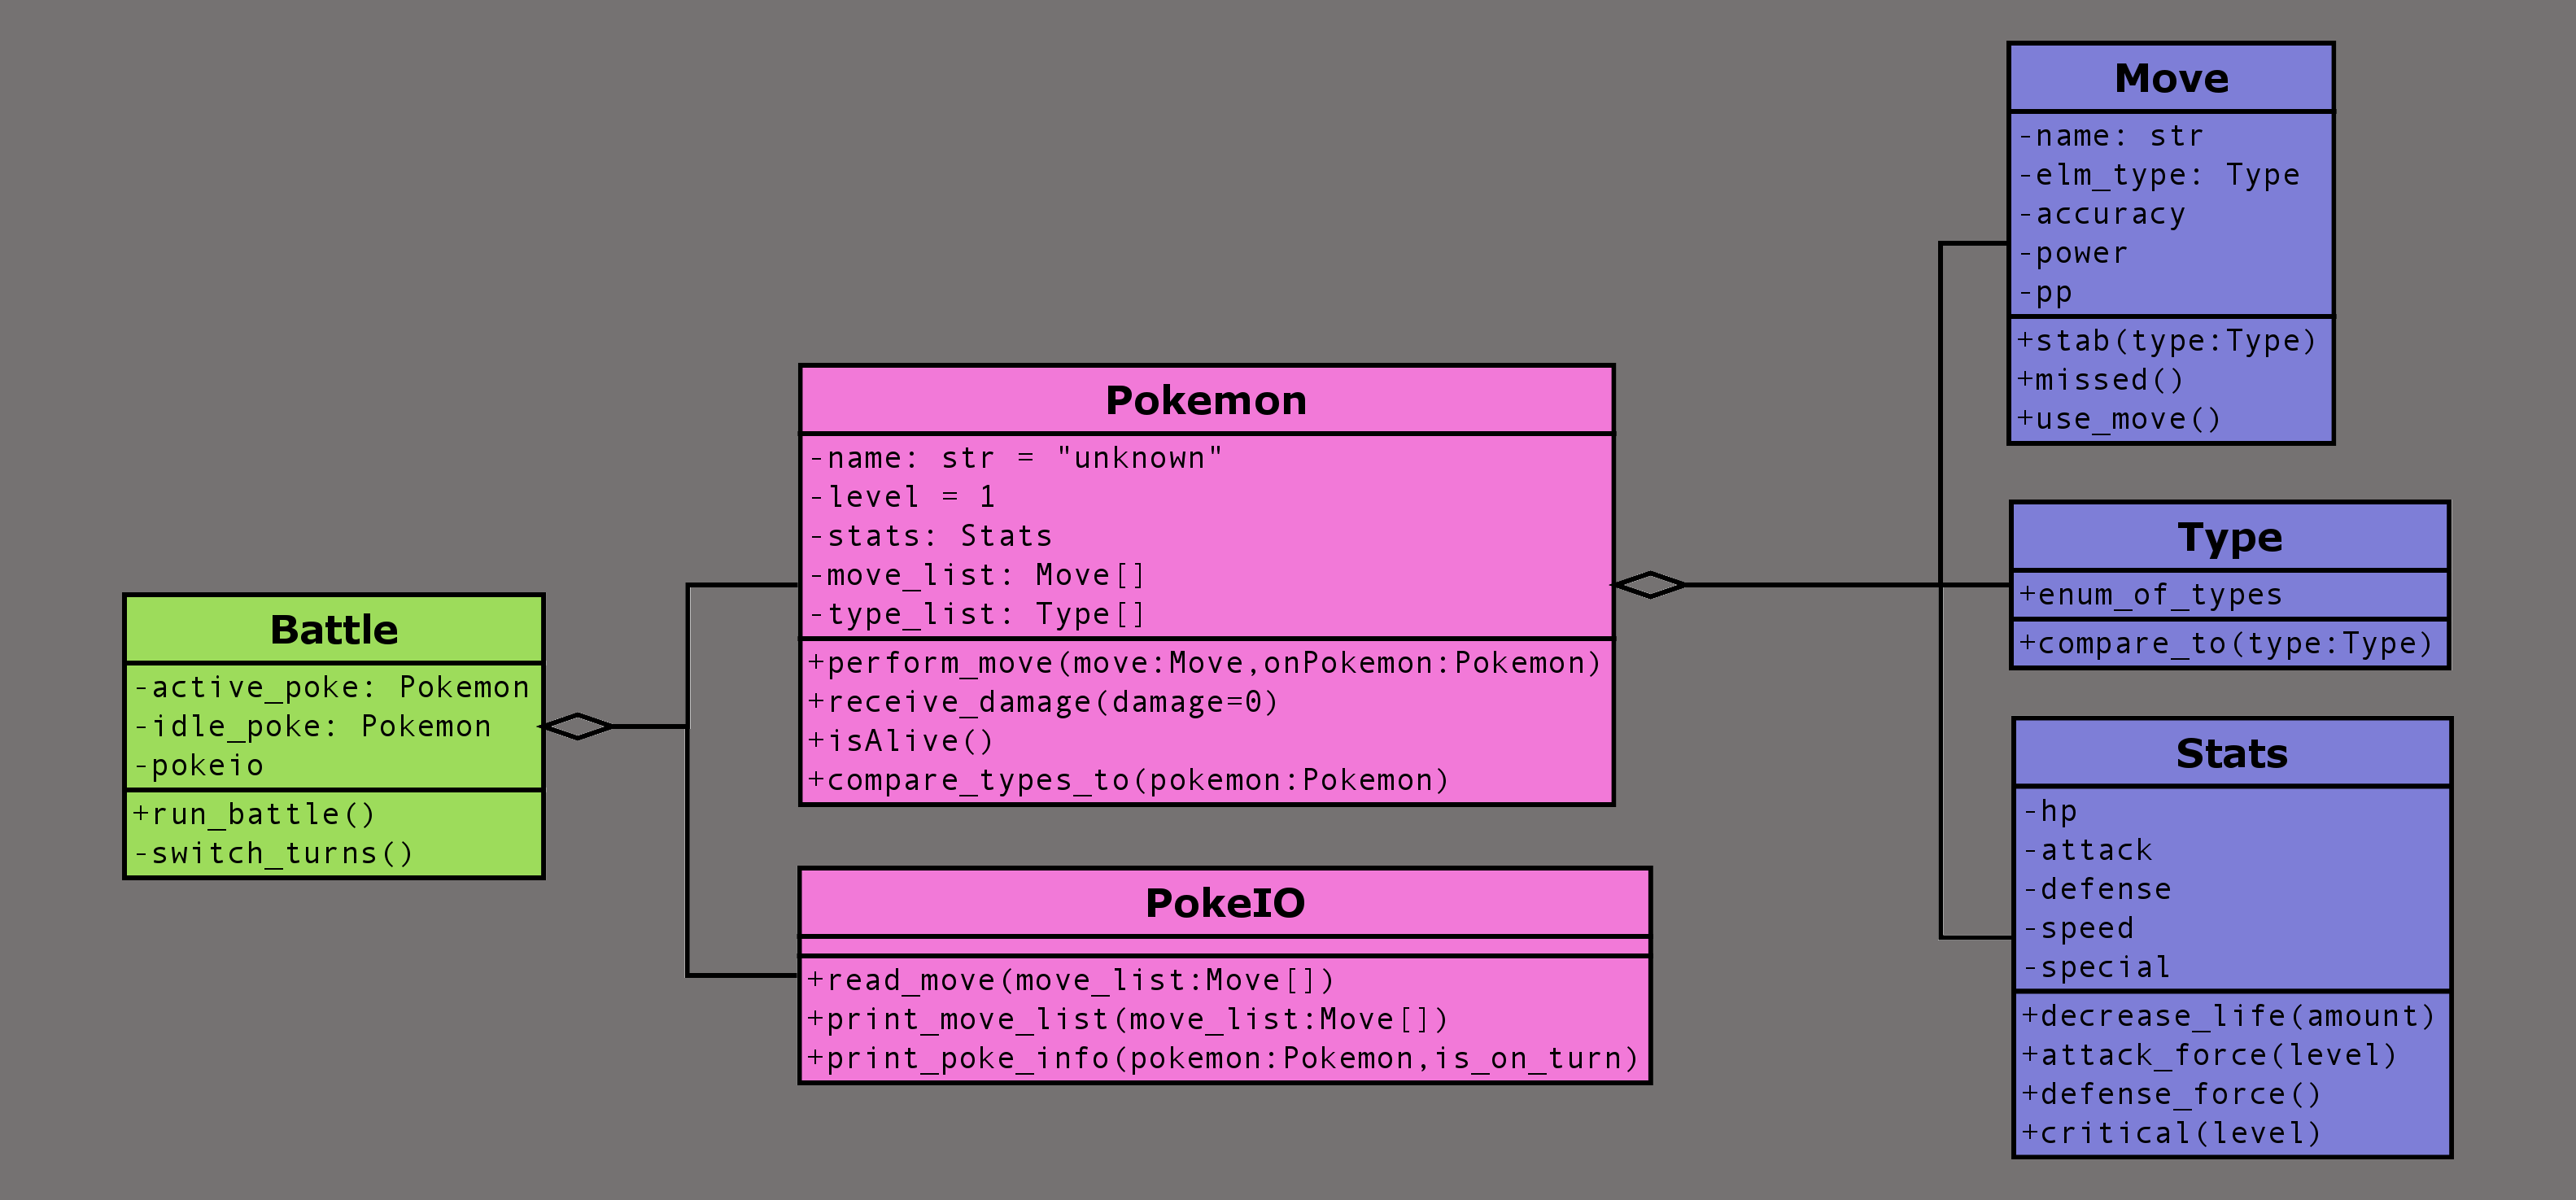 Battle
-active_poke: Pokemon
-idle_poke: Pokemon
-pokeio
+run_battle()
-switch_turns()
Pokemon
-name: str = "unknown"
-level = 1
-stats: Stats
-move_list: Move[]
-type_list: Type[]
+perform_move(move:Move,onPokemon:Pokemon)
+receive_damage(damage=0)
+isAlive()
+compare_types_to(pokemon:Pokemon)
PokeIO
+read_move(move_list:Move[])
+print_move_list(move_list:Move[])
+print_poke_info(pokemon:Pokemon,is_on_turn)
Move
-name: str
-elm_type: Type
-accuracy
-power
-pp
+stab(type:Type)
+missed()
+use_move()
Type
+enum_of_types
+compare_to(type:Type)
Stats
-hp
-attack
-defense
-speed
-special
+decrease_life(amount)
+attack_force(level)
+defense_force()
+critical(level)